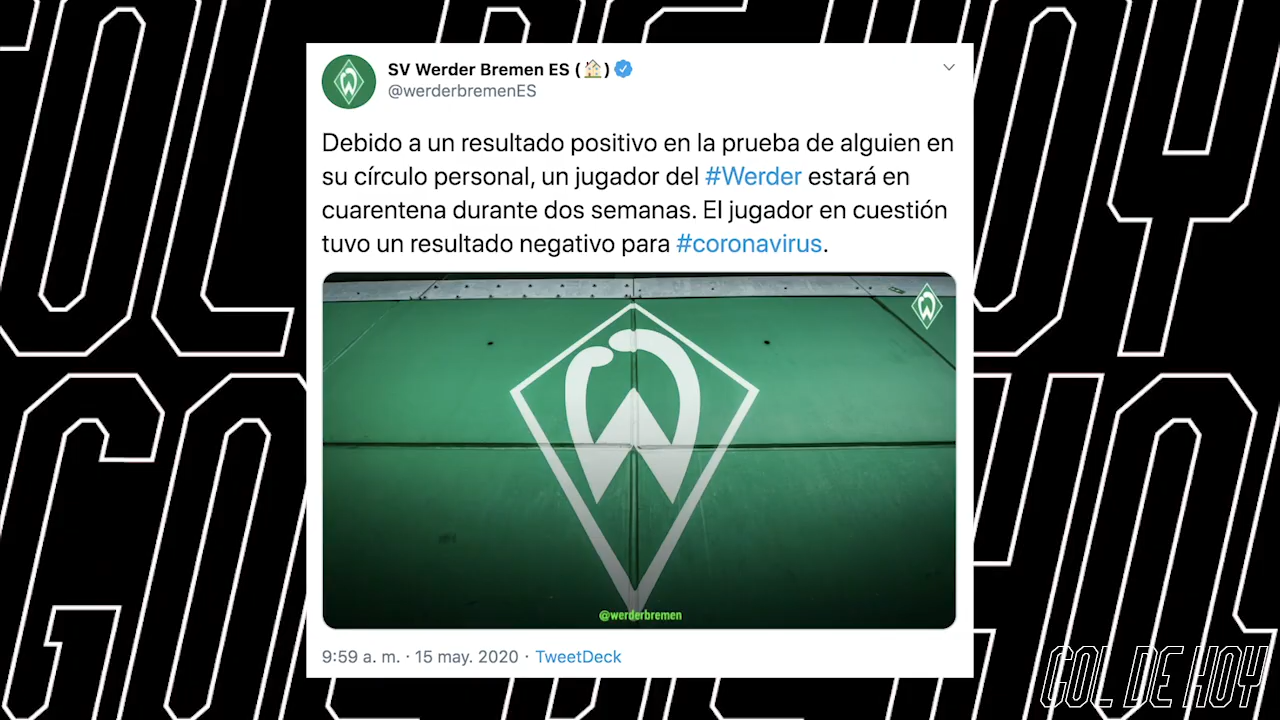 SV Werder Bremen ES (🏠)
@werderbremenES
Debido a un resultado positivo en la prueba de alguien en
su círculo personal, un jugador del #Werder estará en
cuarentena durante dos semanas. El jugador en cuestión
tuvo un resultado negativo para #coronavirus.
@werderbremen
9:59 a. m. · 15 may. 2020 · TweetDeck
GOL DE HOY